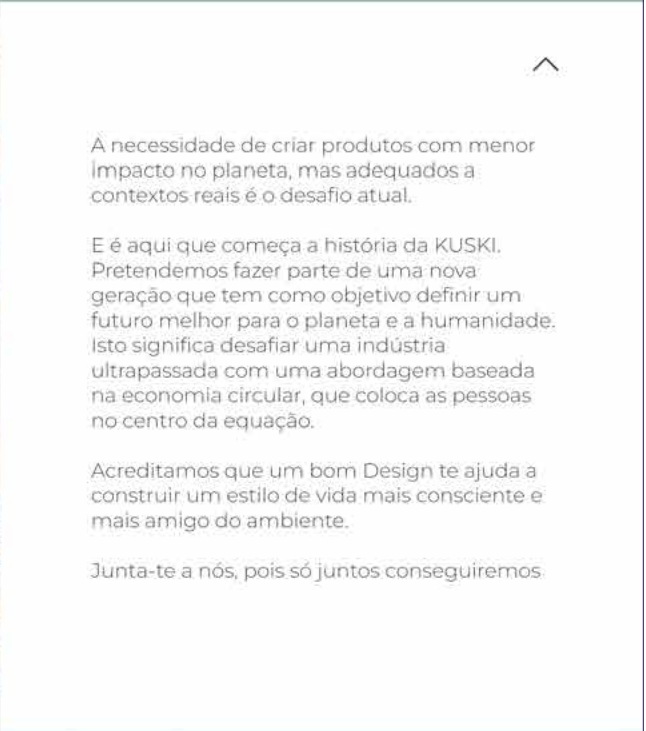 A necessidade de criar produtos com menor
impacto no planeta, mas adequados a
contextos reais é o desafio atual.
E é aqui que começa a história da KUSKI.
Pretendemos fazer parte de uma nova
geração que tem como objetivo definir um
futuro melhor para o planeta e a humanidade.
Isto significa desafiar uma indústria
ultrapassada com uma abordagem baseada
na economia circular, que coloca as pessoas
no centro da equação.
Acreditamos que um bom Design te ajuda a
construir um estilo de vida mais consciente e
mais amigo do ambiente.
Junta-te a nós, pois só juntos conseguiremos